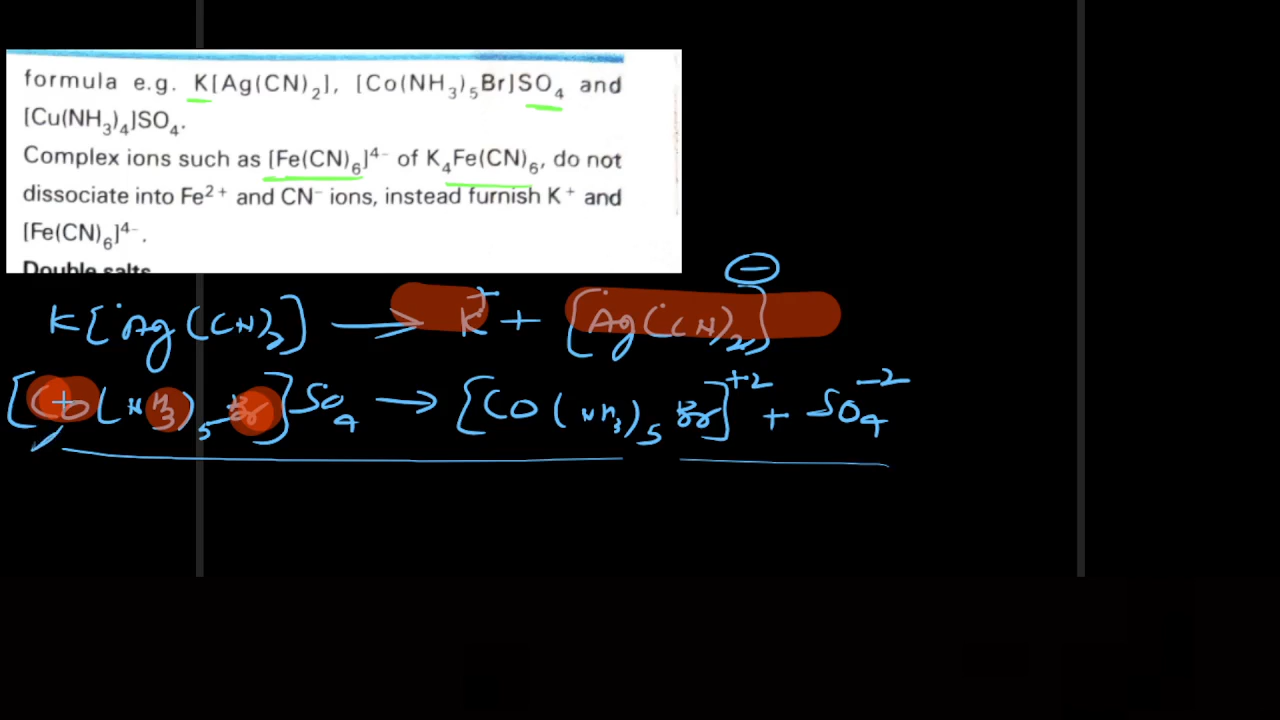 formula e.g. K[Ag(CN)₂], [Co(NH₃)₅Br]SO₄ and
[Cu(NH₃)₄]SO₄.
Complex ions such as [Fe(CN)₆]⁴⁻ of K₄Fe(CN)₆, do not
dissociate into Fe²⁺ and CN⁻ ions, instead furnish K⁺ and
[Fe(CN)₆]⁴⁻.
Double salts
K[Ag(CN)₂] ⟶ K⁺ + [Ag(CN)₂]⊖
[CO(NH₃)₅Br]SO₄ → [CO(NH₃)₅Br]⁺² + SO₄⁻²